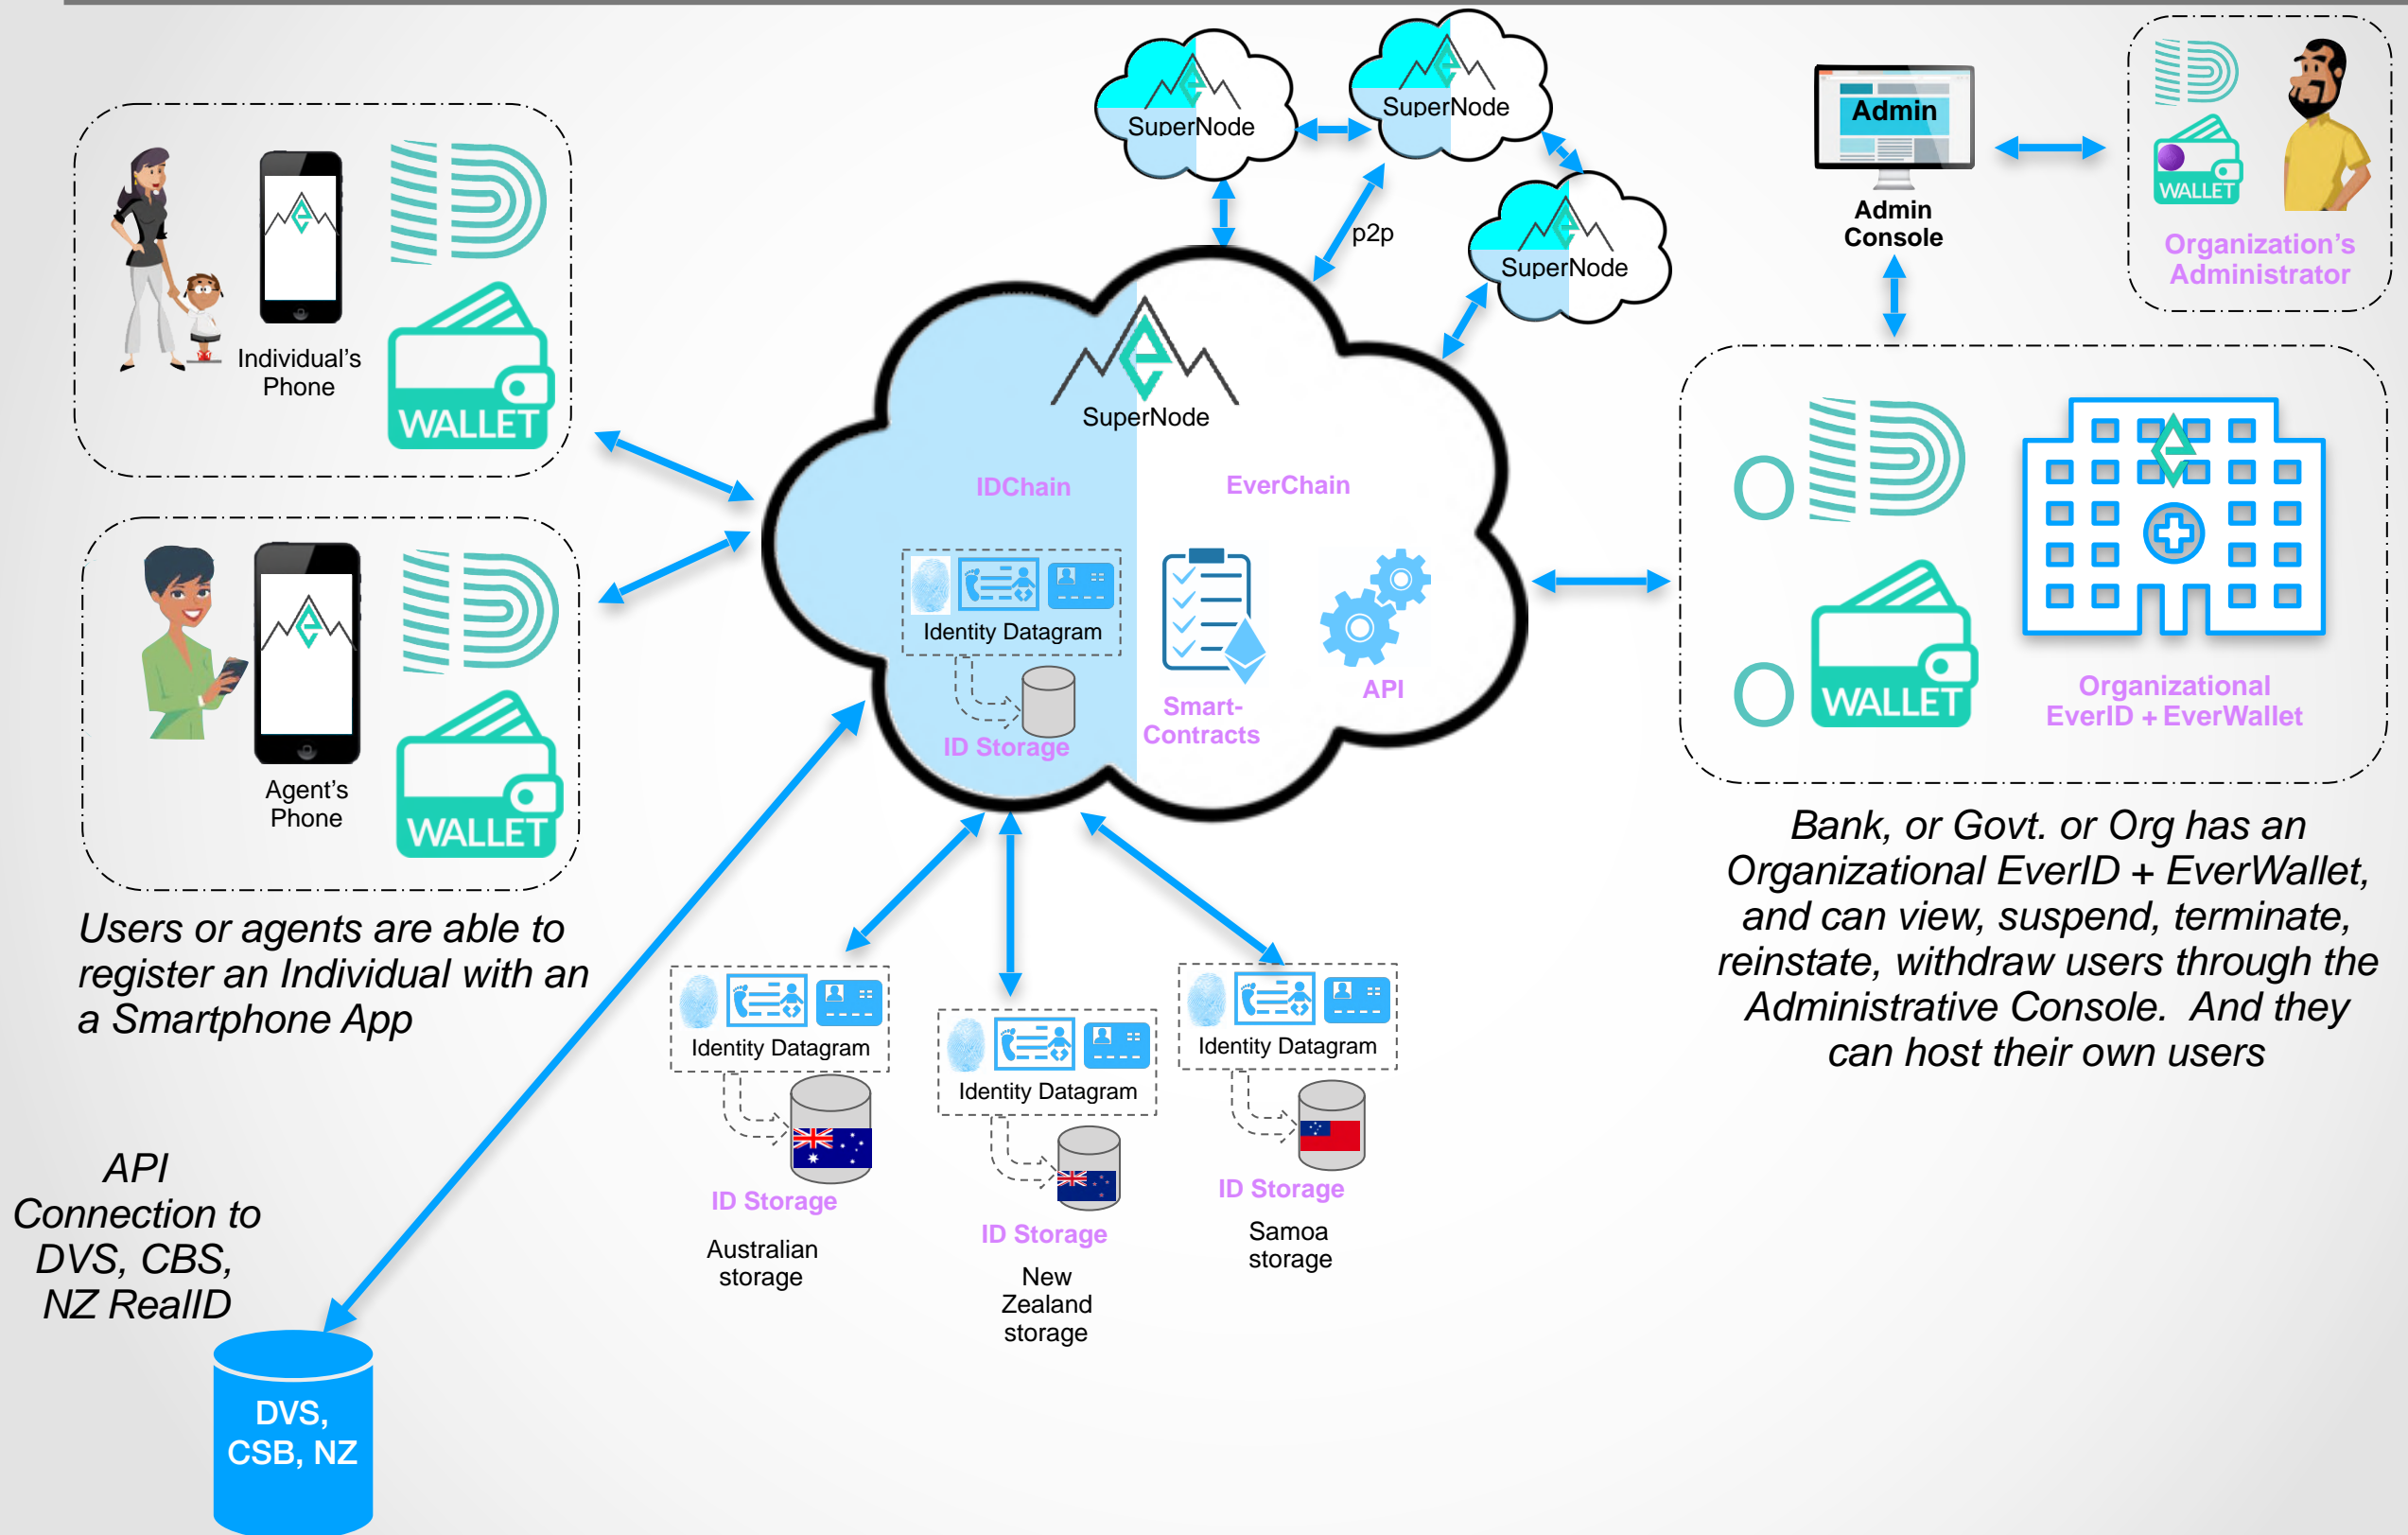 SuperNode
SuperNode
SuperNode
p2p
Admin
Admin
Console
WALLET
Organization's
Administrator
Individual's
Phone
WALLET
Agent's
Phone
WALLET
Users or agents are able to
register an Individual with an
a Smartphone App
SuperNode
IDChain
EverChain
Identity Datagram
ID Storage
Smart-
Contracts
API
O
O
WALLET
Organizational
EverID + EverWallet
Bank, or Govt. or Org has an
Organizational EverID + EverWallet,
and can view, suspend, terminate,
reinstate, withdraw users through the
Administrative Console.  And they
can host their own users
Identity Datagram
ID Storage
Australian
storage
Identity Datagram
ID Storage
New
Zealand
storage
Identity Datagram
ID Storage
Samoa
storage
API
Connection to
DVS, CBS,
NZ RealID
DVS,
CSB, NZ